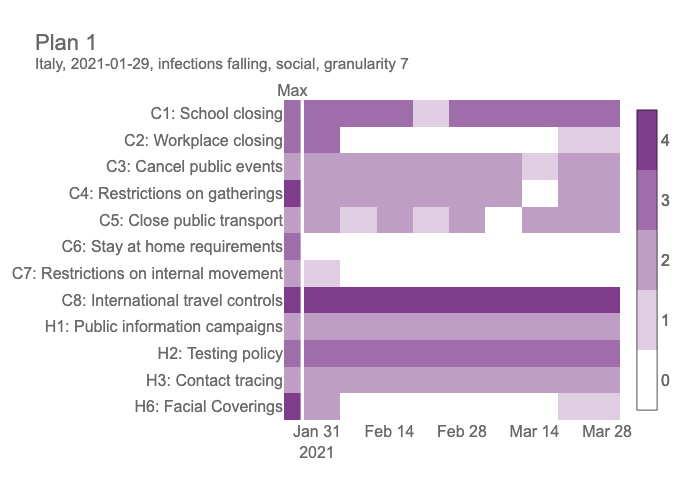 Plan 1
Italy, 2021-01-29, infections falling, social, granularity 7
Max
C1: School closing
C2: Workplace closing
C3: Cancel public events
C4: Restrictions on gatherings
C5: Close public transport
C6: Stay at home requirements
C7: Restrictions on internal movement
C8: International travel controls
H1: Public information campaigns
H2: Testing policy
H3: Contact tracing
H6: Facial Coverings
4
3
2
1
0
Jan 31 Feb 14 Feb 28 Mar 14 Mar 28
2021